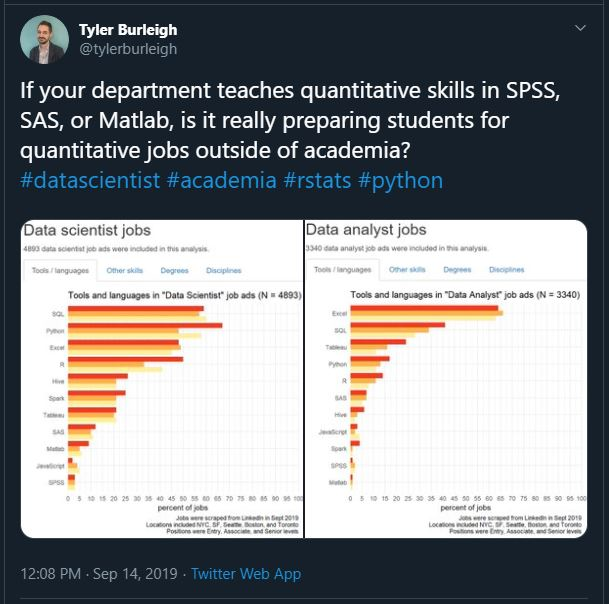 Tyler Burleigh
@tylerburleigh
If your department teaches quantitative skills in SPSS,
SAS, or Matlab, is it really preparing students for
quantitative jobs outside of academia?
#datascientist #academia #rstats #python
Data scientist jobs
4893 data scientist job ads were included in this analysis.
Tools / languages Other skills Degrees Disciplines
Tools and languages in "Data Scientist" job ads (N = 4893)
SQL
Python
Excel
R
Hive
Spark
Tableau
SAS
Matlab
JavaScript
SPSS
0 5 10 15 20 25 30 35 40 45 50 55 60 65 70 75 80 85 90 95 100
percent of jobs
Jobs were scraped from LinkedIn in Sept 2019
Locations included NYC, SF, Seattle, Boston, and Toronto
Positions were Entry, Associate, and Senior levels
Data analyst jobs
3340 data analyst job ads were included in this analysis.
Tools / languages Other skills Degrees Disciplines
Tools and languages in "Data Analyst" job ads (N = 3340)
Excel
SQL
Tableau
Python
R
SAS
Hive
JavaScript
Spark
SPSS
Matlab
0 5 10 15 20 25 30 35 40 45 50 55 60 65 70 75 80 85 90 95 100
percent of jobs
Jobs were scraped from LinkedIn in Sept 2019
Locations included NYC, SF, Seattle, Boston, and Toronto
Positions were Entry, Associate, and Senior levels
12:08 PM · Sep 14, 2019 · Twitter Web App